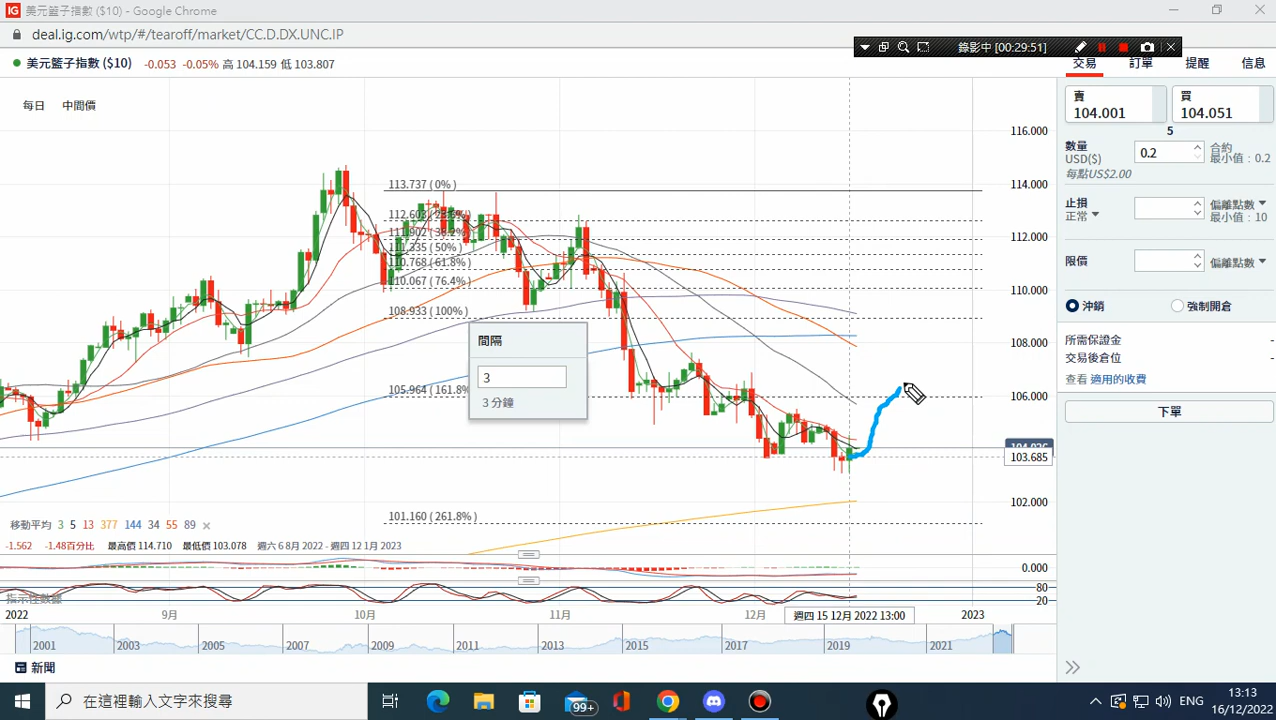 IG 美元籃子指數 ($10) - Google Chrome
deal.ig.com/wtp/#/tearoff/market/CC.D.DX.UNC.IP
錄影中 [00:29:51]
美元籃子指數 ($10) -0.053 -0.05% 高 104.159 低 103.807
交易 訂單 提醒 信息
每日 中間價
賣 104.001
買 104.051
5
數量 USD($) 0.2 合約 最小值 : 0.2
每點US$2.00
止損 正常 偏離點數 最小值 : 10
限價 偏離點數
沖銷 強制開倉
所需保證金 -
交易後倉位 -
查看 適用的收費
下單
116.000
114.000
112.000
110.000
108.000
106.000
103.685
102.000
113.737 ( 0% )
111.902 ( 38.2% )
111.335 ( 50% )
110.768 ( 61.8% )
110.067 ( 76.4% )
108.933 ( 100% )
105.964 ( 161.8%
101.160 ( 261.8% )
間隔
3
3 分鐘
移動平均 3 5 13 377 144 34 55 89
-1.562 -1.48百分比 最高價 114.710 最低價 103.078 週六 6 8月 2022 - 週四 12 1月 2023
0.000
80
20
2022 9月 10月 11月 12月 週四 15 12月 2022 13:00 2023
2001 2003 2005 2007 2009 2011 2013 2015 2017 2019 2021
新聞
在這裡輸入文字來搜尋
99+
ENG
13:13
16/12/2022